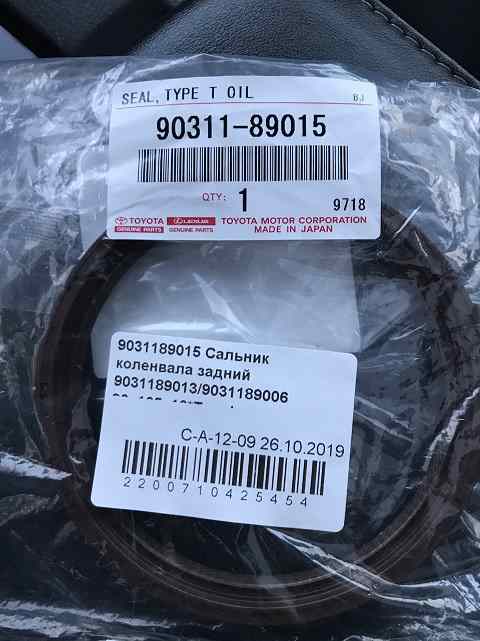 SEAL, TYPE T OIL BJ
90311-89015
QTY: 1 9718
TOYOTA LEXUS TOYOTA MOTOR CORPORATION
GENUINE PARTS GENUINE PARTS MADE IN JAPAN
9031189015 Сальник
коленвала задний
9031189013/9031189006
C-A-12-09 26.10.2019
2200710425454